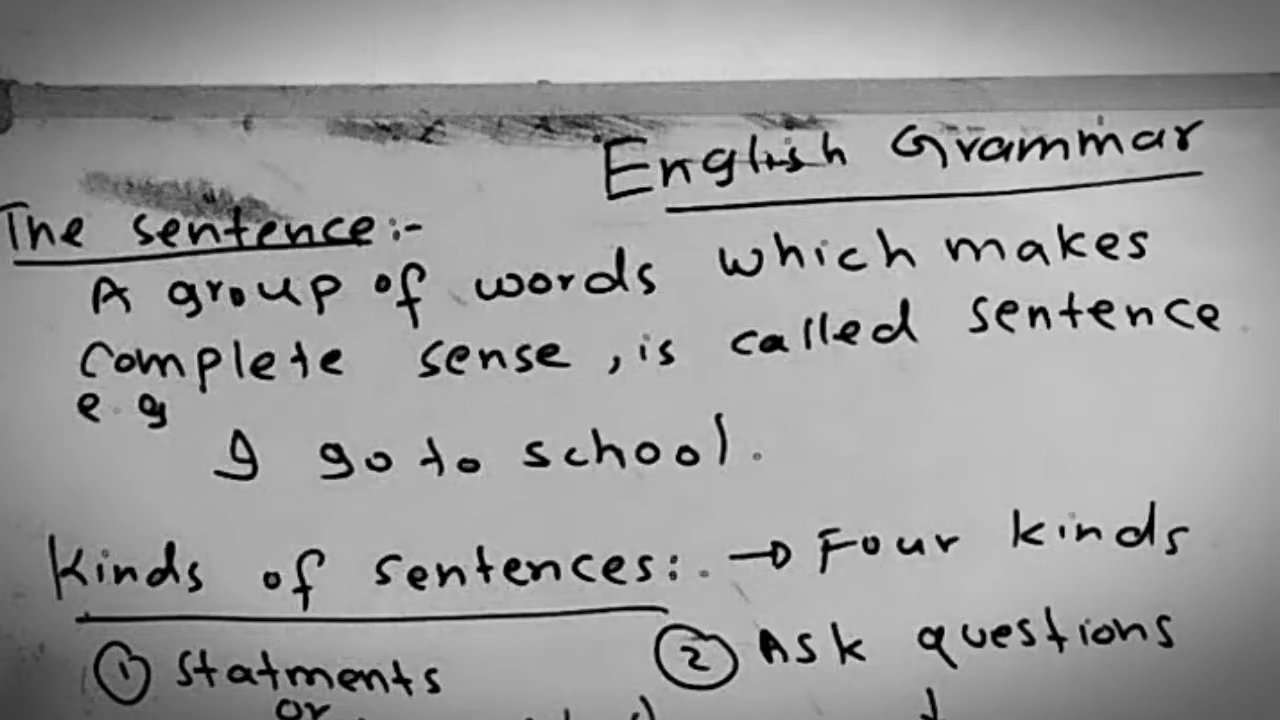 English Grammar
The sentence:-
A group of words which makes
complete sense, is called sentence
e.g
I go to school.
Kinds of sentences:. → Four kinds
① Statments ② Ask questions
or